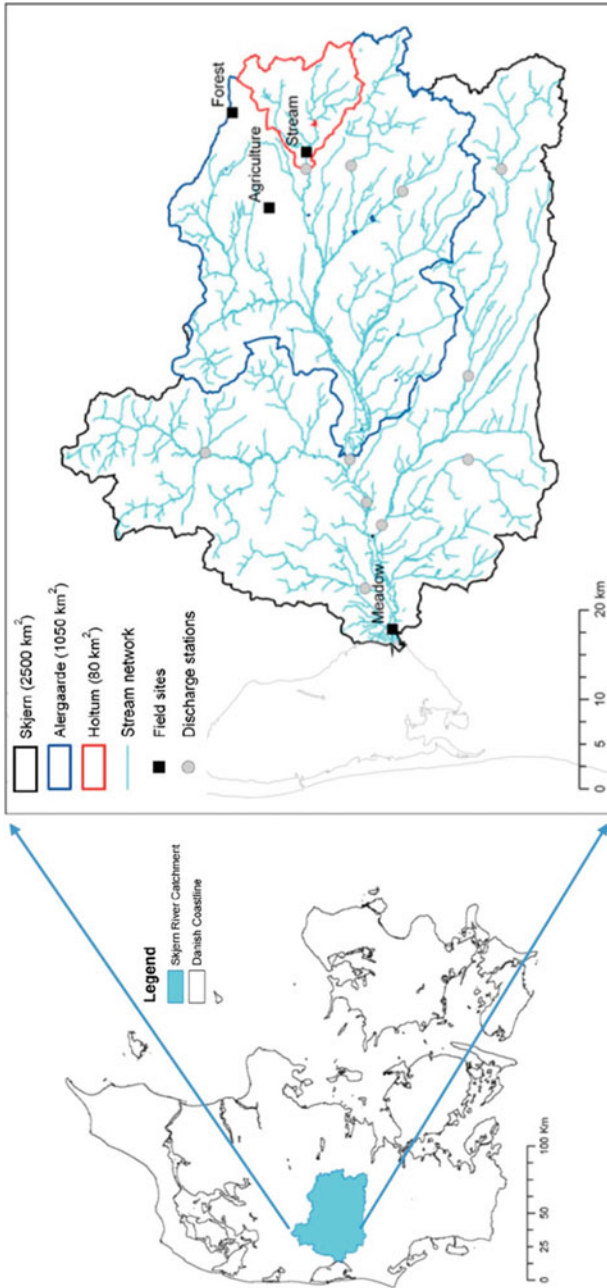 Legend
Skjern River Catchment
Danish Coastline
0 25 50 100 Km
Skjern (2500 km²)
Alergaarde (1050 km²)
Holtum (80 km²)
Stream network
Field sites
Discharge stations
Forest
Agriculture
Stream
Meadow
0 5 10 20 km